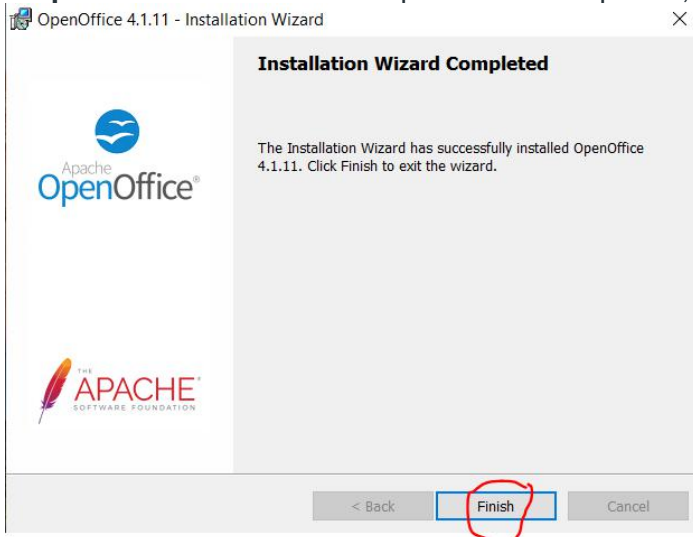 OpenOffice 4.1.11 - Installation Wizard
Installation Wizard Completed
The Installation Wizard has successfully installed OpenOffice
4.1.11. Click Finish to exit the wizard.
Apache
OpenOffice®
THE
APACHE®
SOFTWARE FOUNDATION
< Back
Finish
Cancel